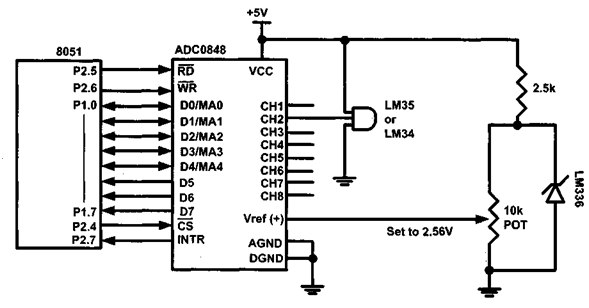 +5V
8051
ADC0848
P2.5
RD
VCC
P2.6
WR
2.5k
P1.0
D0/MA0
CH1
LM35
D1/MA1
CH2
or
D2/MA2
CH3
LM34
D3/MA3
CH4
D4/MA4
CH5
D5
CH6
D6
CH7
P1.7
D7
CH8
LM336
10k
POT
P2.4
CS
Vref (+)
Set to 2.56V
P2.7
INTR
AGND
DGND